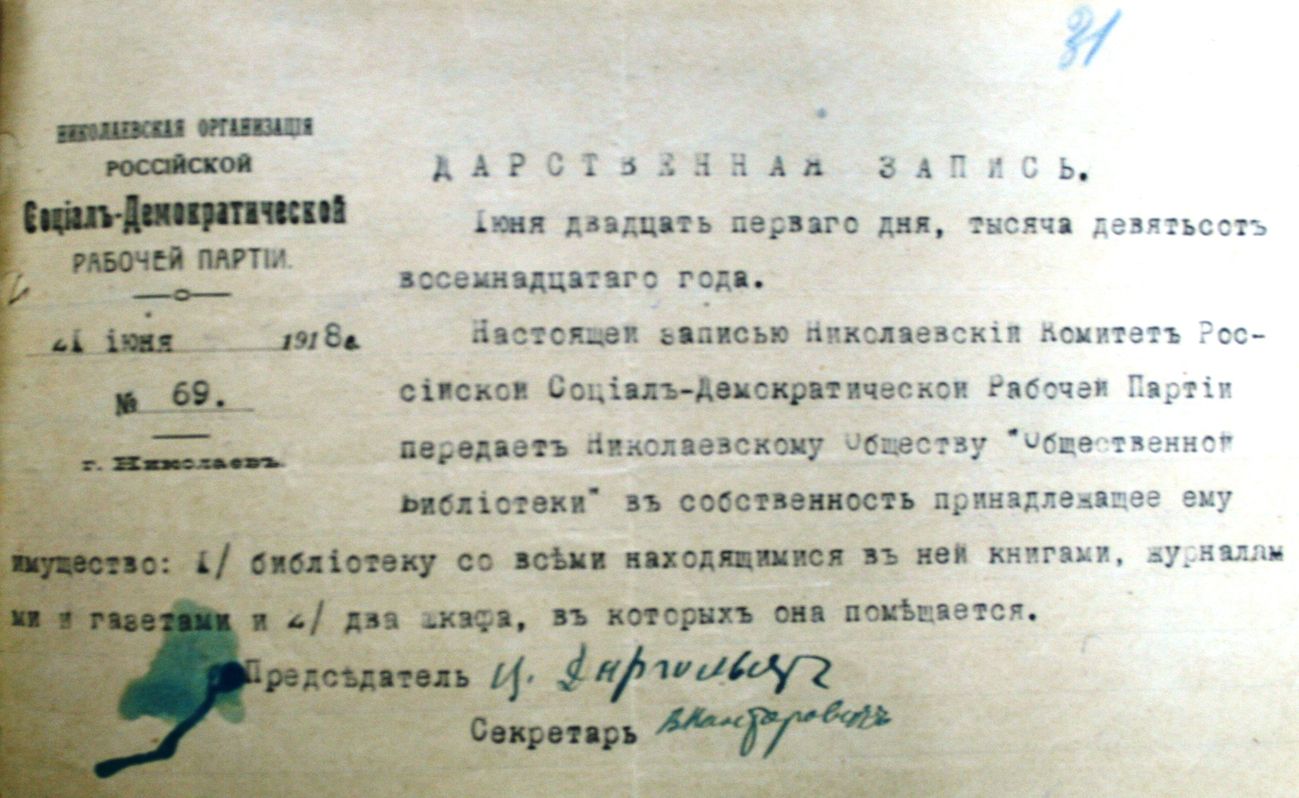 31
НИКОЛАЕВСКАЯ ОРГАНИЗАЦІЯ
РОССІЙСКОЙ
Соціалъ-Демократической
РАБОЧЕЙ ПАРТІИ.
21 іюня 1918 г.
№ 69.
г. Николаевъ.
ДАРСТВЕННАЯ ЗАПИСЬ.
Іюня двадцать перваго дня, тысяча девятьсотъ
восемнадцатаго года.
Настоящей записью Николаевскій Комитетъ Рос-
сійской Соціалъ-Демократической Рабочей Партіи
передаетъ Николаевскому Обществу "Общественной
Библіотеки" въ собственность принадлежащее ему
имущество: I/ библіотеку со всѣми находящимися въ ней книгами, журналам
ми и газетами и 2/ два шкафа, въ которыхъ она помѣщается.
Предсѣдатель
Секретарь